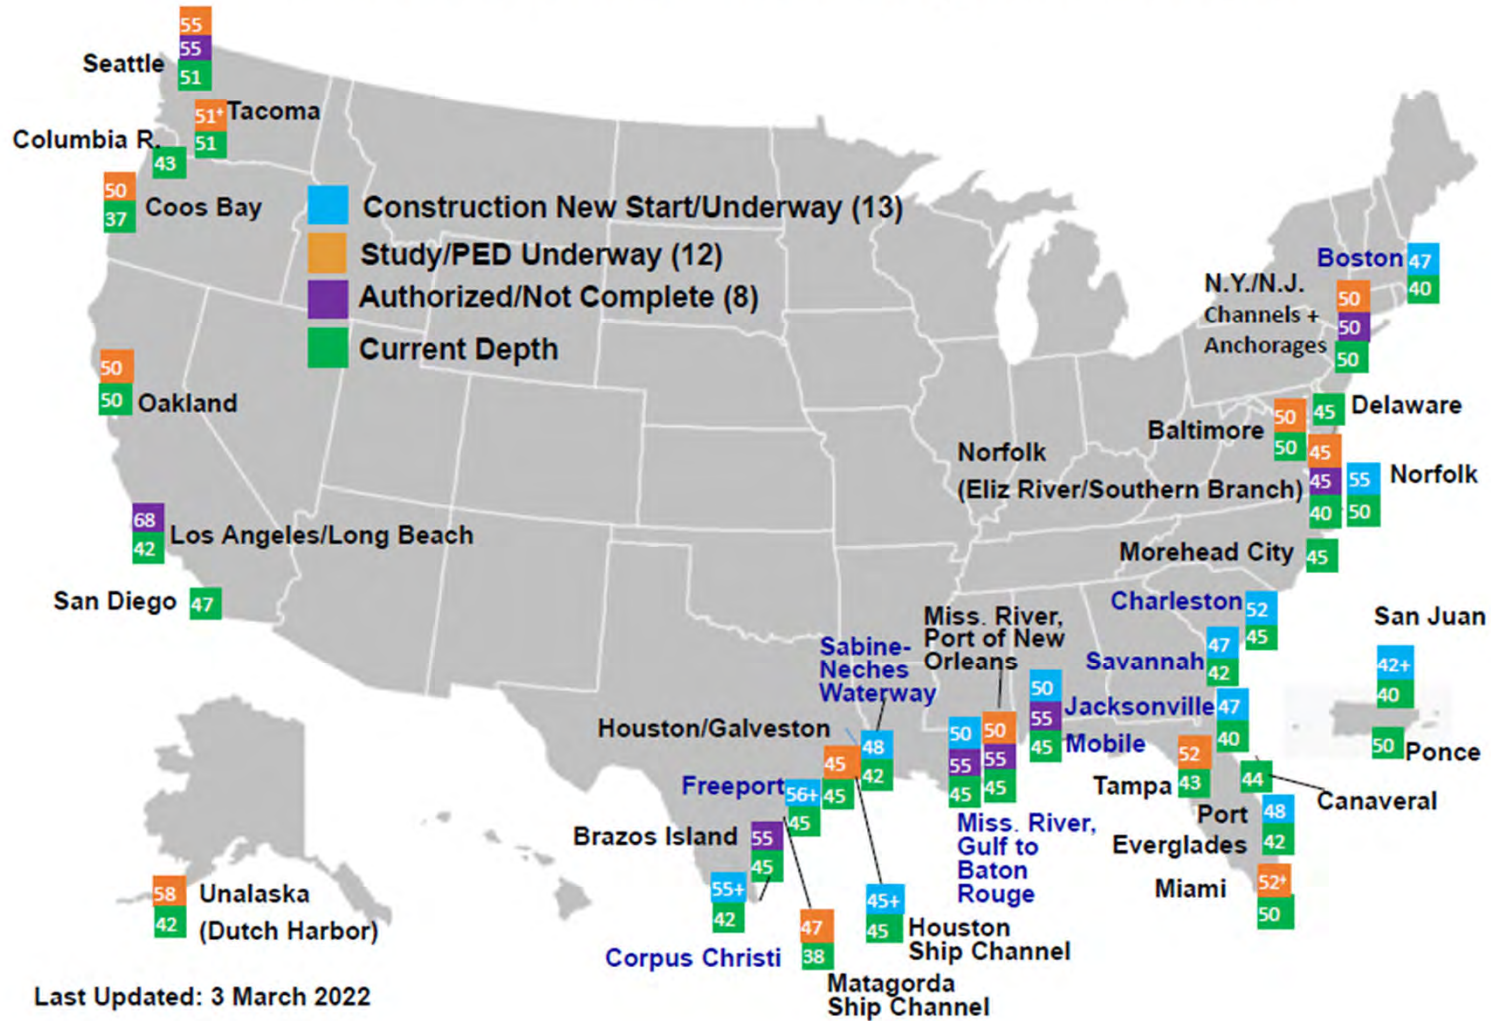 55
55
51
Seattle
51+
51
Tacoma
Columbia R.
43
50
37
Coos Bay
Construction New Start/Underway (13)
Study/PED Underway (12)
Authorized/Not Complete (8)
Current Depth
50
50
Oakland
68
42
Los Angeles/Long Beach
San Diego
47
Boston
47
40
N.Y./N.J.
Channels +
Anchorages
50
50
50
45
Delaware
Baltimore
50
50
Norfolk
(Eliz River/Southern Branch)
45
45
40
55
50
Norfolk
Morehead City
45
Charleston
52
45
Savannah
47
42
San Juan
42+
40
50
Ponce
Jacksonville
47
40
Miss. River,
Port of New
Orleans
50
55
45
Sabine-
Neches
Waterway
48
42
50
55
45
Mobile
50
55
45
Miss. River,
Gulf to
Baton
Rouge
Tampa
52
43
44
Canaveral
Port
Everglades
48
42
Miami
52+
50
Houston/Galveston
45
45
Freeport
56+
45
Brazos Island
55
45
55+
42
Corpus Christi
47
38
Matagorda
Ship Channel
45+
45
Houston
Ship Channel
58
42
Unalaska
(Dutch Harbor)
Last Updated: 3 March 2022